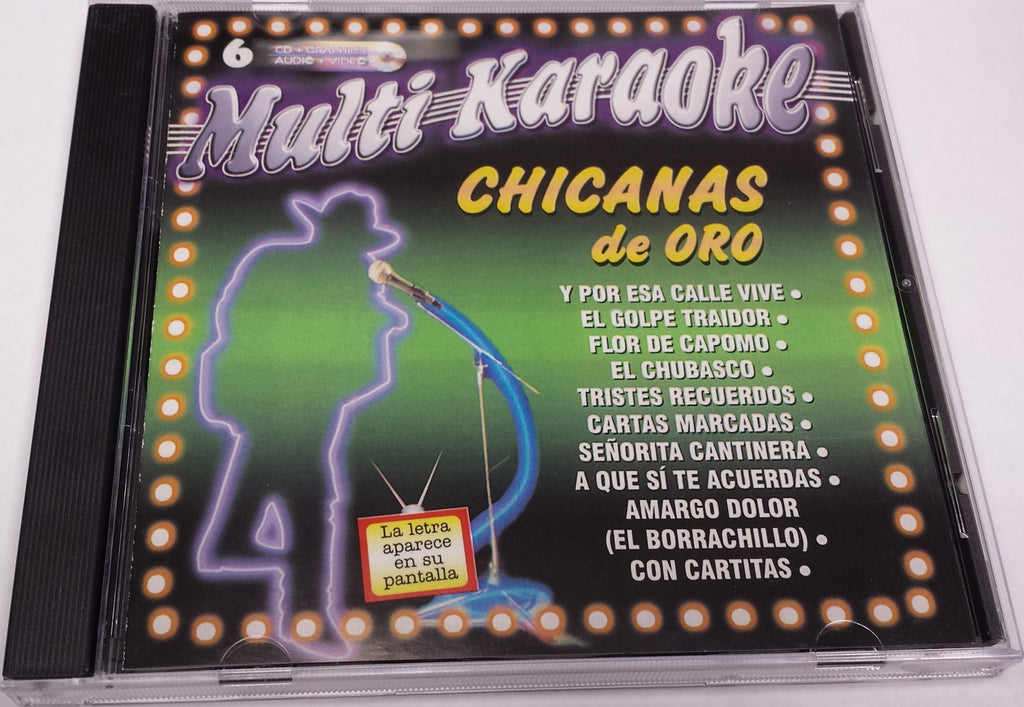 6
CD + GRAPHICS
AUDIO + VIDEO
Multi Karaoke
CHICANAS
de ORO
Y POR ESA CALLE VIVE •
EL GOLPE TRAIDOR •
FLOR DE CAPOMO •
EL CHUBASCO •
TRISTES RECUERDOS •
CARTAS MARCADAS •
SEÑORITA CANTINERA •
A QUE SÍ TE ACUERDAS •
AMARGO DOLOR
(EL BORRACHILLO) •
CON CARTITAS •
La letra
aparece
en su
pantalla